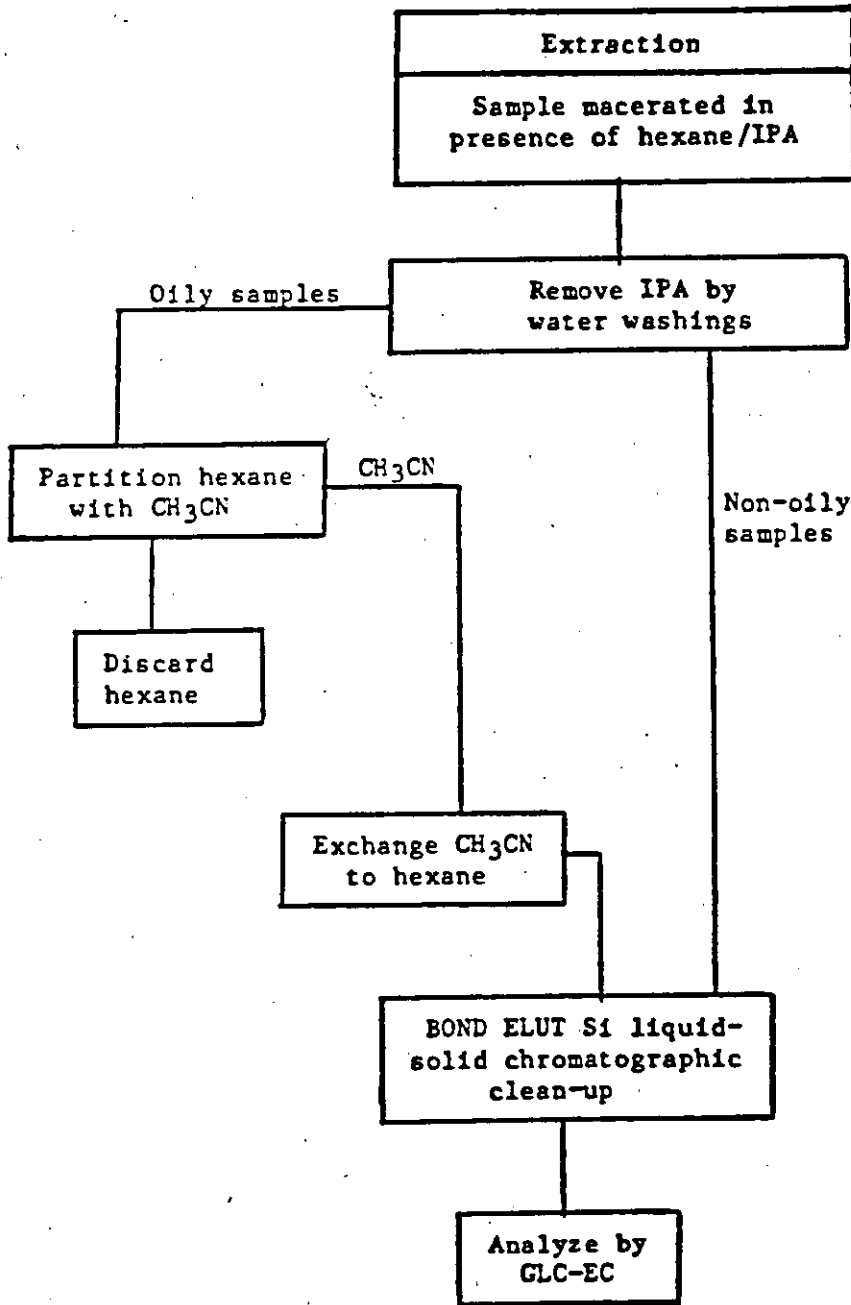 Extraction
Sample macerated in
presence of hexane/IPA
Remove IPA by
water washings
Oily samples
Non-oily
samples
Partition hexane
with CH3CN
CH3CN
Discard
hexane
Exchange CH3CN
to hexane
BOND ELUT Si liquid-
solid chromatographic
clean-up
Analyze by
GLC-EC